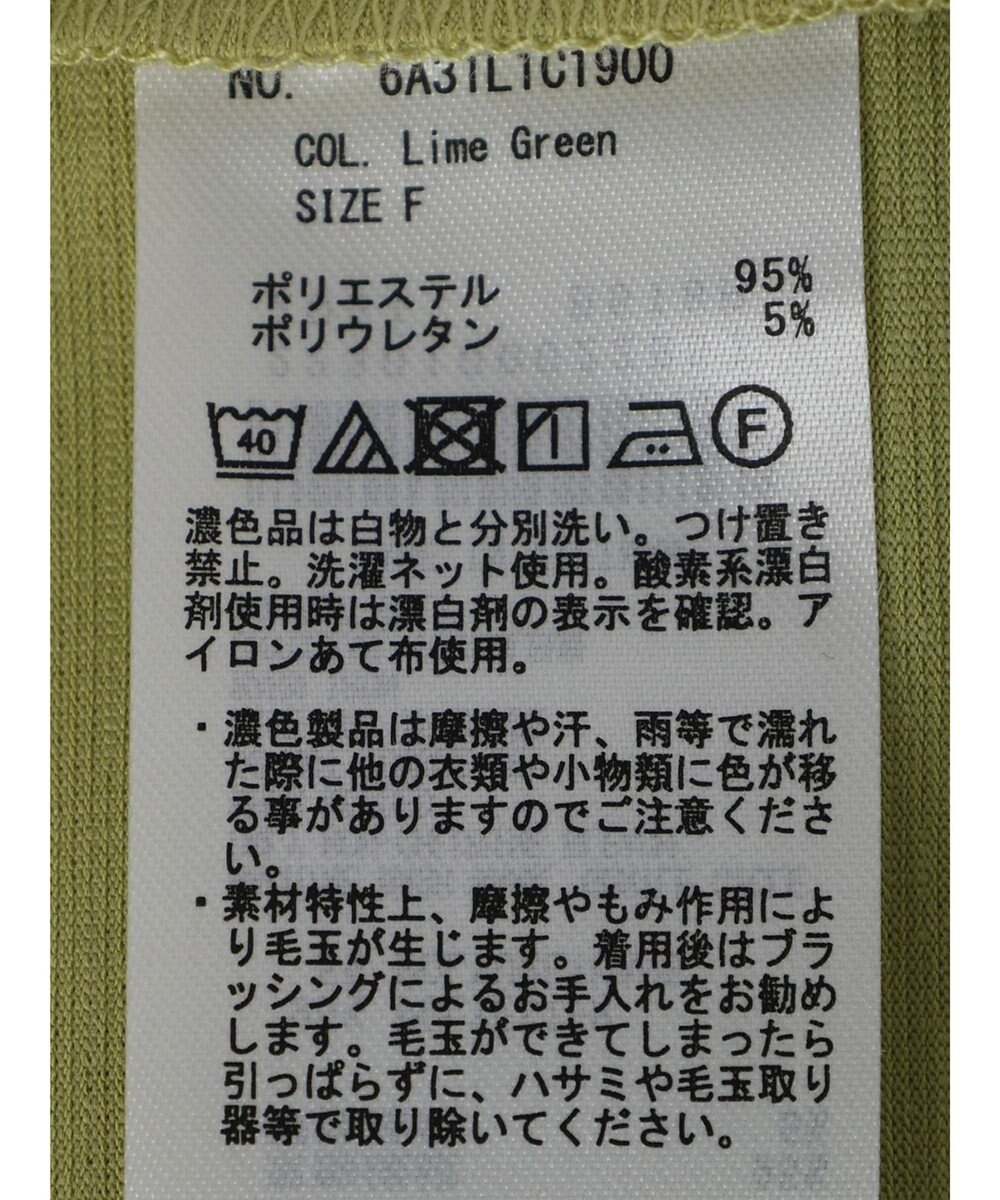 NO. 6A31L1C1900
COL. Lime Green
SIZE F
ポリエステル 95%
ポリウレタン 5%
40 F
濃色品は白物と分別洗い。つけ置き
禁止。洗濯ネット使用。酸素系漂白
剤使用時は漂白剤の表示を確認。ア
イロンあて布使用。
・濃色製品は摩擦や汗、雨等で濡れ
た際に他の衣類や小物類に色が移
る事がありますのでご注意くださ
い。
・素材特性上、摩擦やもみ作用によ
り毛玉が生じます。着用後はブラ
ッシングによるお手入れをお勧め
します。毛玉ができてしまったら
引っぱらずに、ハサミや毛玉取り
器等で取り除いてください。